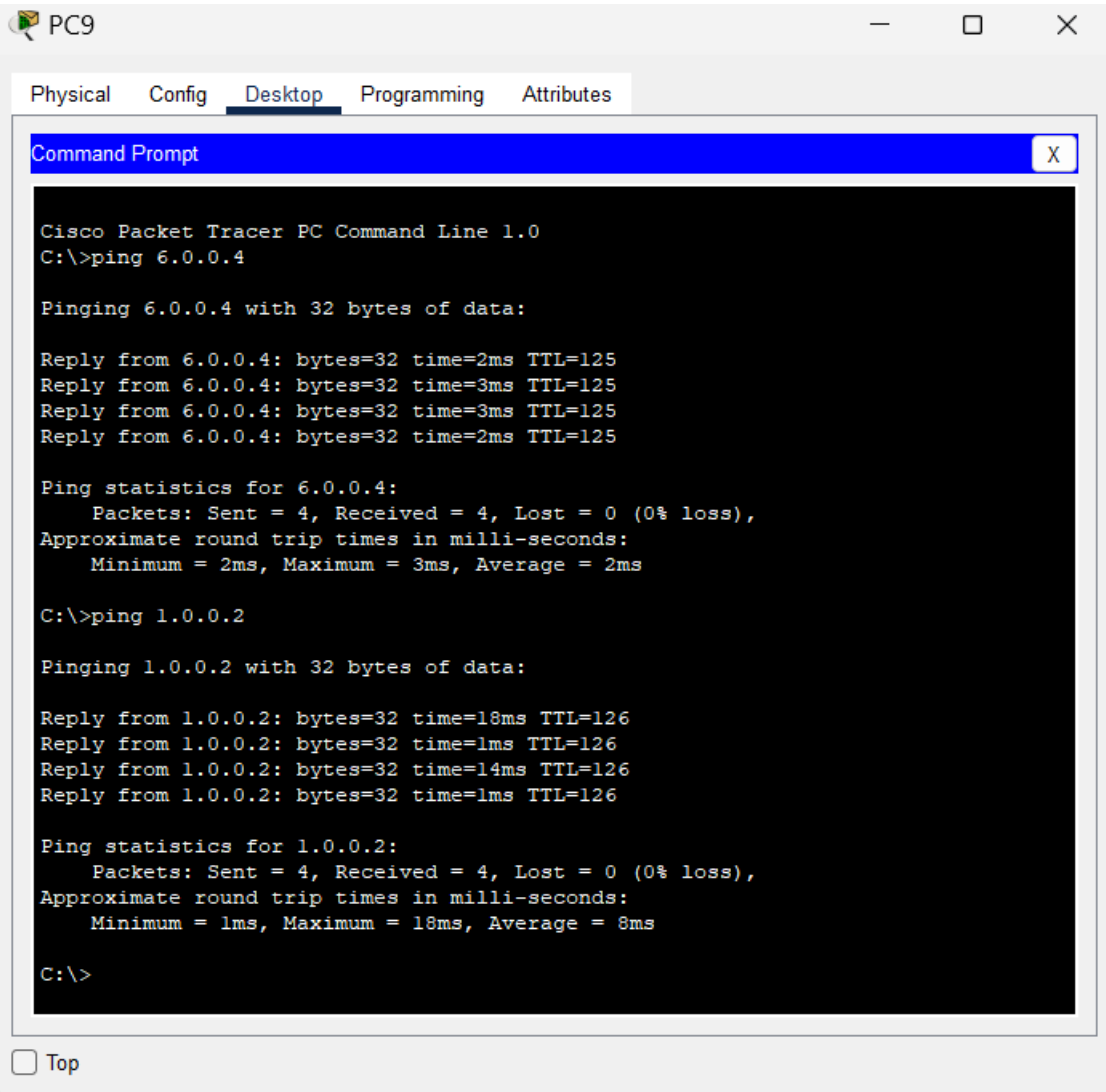 PC9
Physical Config Desktop Programming Attributes
Command Prompt
X
Cisco Packet Tracer PC Command Line 1.0
C:\>ping 6.0.0.4
Pinging 6.0.0.4 with 32 bytes of data:
Reply from 6.0.0.4: bytes=32 time=2ms TTL=125
Reply from 6.0.0.4: bytes=32 time=3ms TTL=125
Reply from 6.0.0.4: bytes=32 time=3ms TTL=125
Reply from 6.0.0.4: bytes=32 time=2ms TTL=125
Ping statistics for 6.0.0.4:
Packets: Sent = 4, Received = 4, Lost = 0 (0% loss),
Approximate round trip times in milli-seconds:
Minimum = 2ms, Maximum = 3ms, Average = 2ms
C:\>ping 1.0.0.2
Pinging 1.0.0.2 with 32 bytes of data:
Reply from 1.0.0.2: bytes=32 time=18ms TTL=126
Reply from 1.0.0.2: bytes=32 time=1ms TTL=126
Reply from 1.0.0.2: bytes=32 time=14ms TTL=126
Reply from 1.0.0.2: bytes=32 time=1ms TTL=126
Ping statistics for 1.0.0.2:
Packets: Sent = 4, Received = 4, Lost = 0 (0% loss),
Approximate round trip times in milli-seconds:
Minimum = 1ms, Maximum = 18ms, Average = 8ms
C:\>
Top